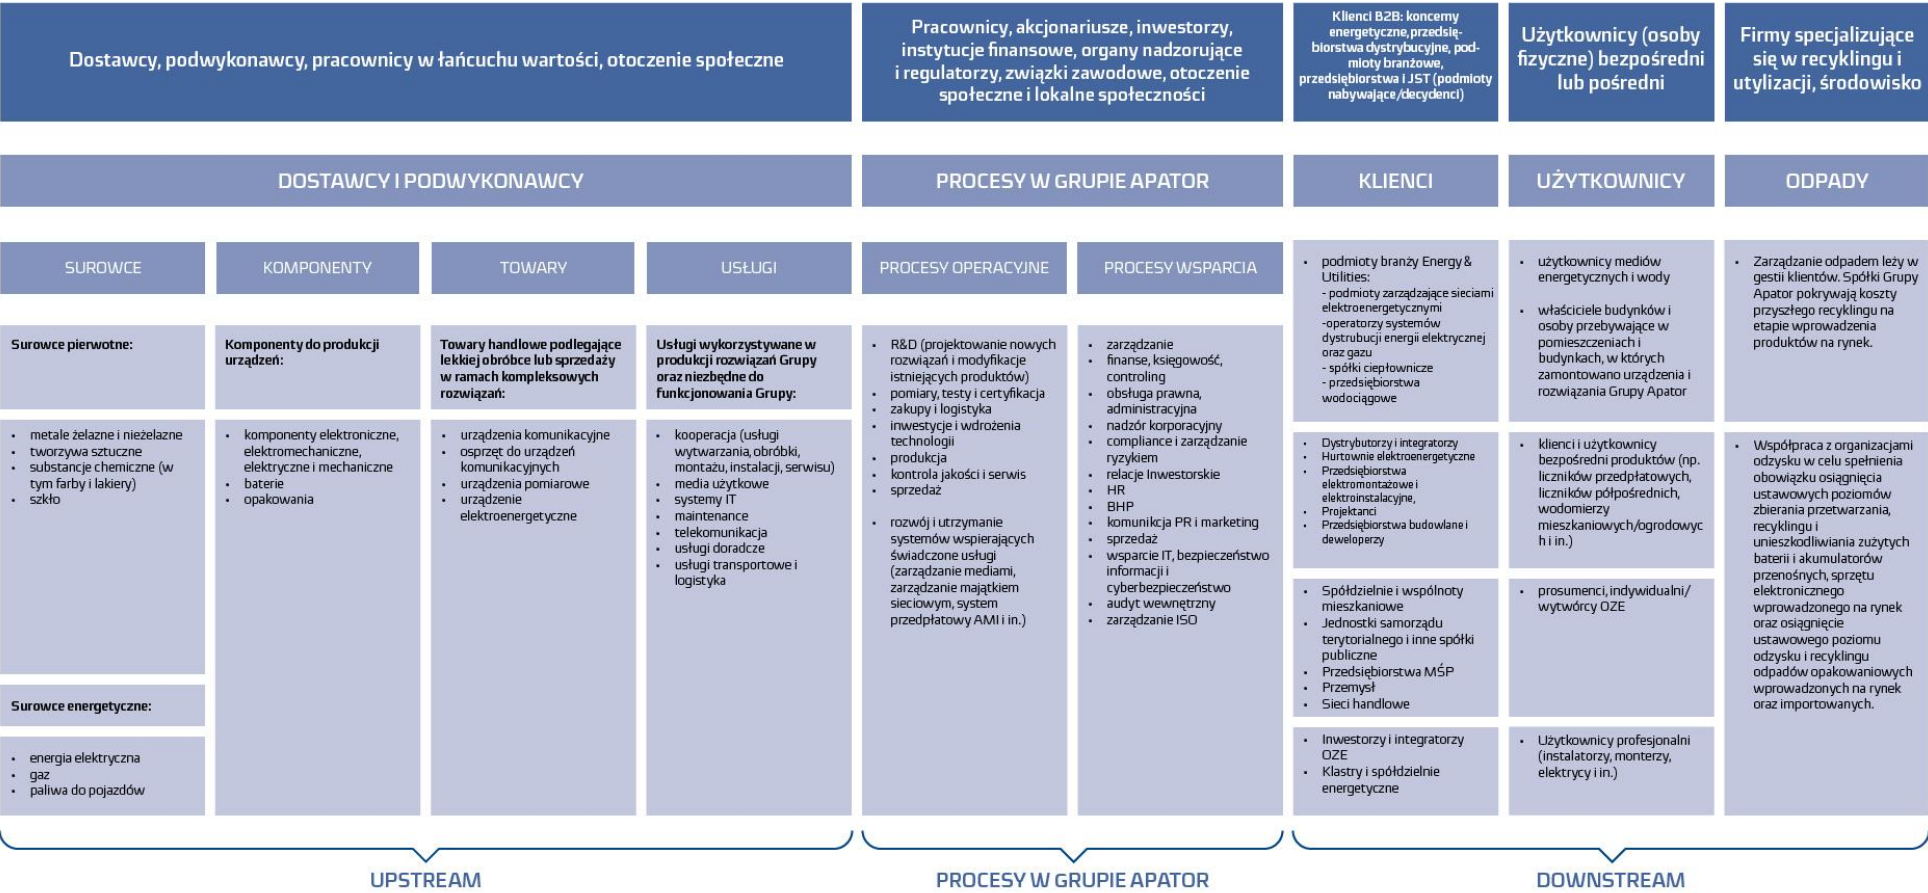 Dostawcy, podwykonawcy, pracownicy w łańcuchu wartości, otoczenie społeczne
Pracownicy, akcjonariusze, inwestorzy,
instytucje finansowe, organy nadzorujące
i regulatorzy, związki zawodowe, otoczenie
społeczne i lokalne społeczności
Klienci B2B: koncerny
energetyczne,przedsię-
biorstwa dystrybucyjne, pod-
mioty branżowe,
przedsiębiorstwa i JST (podmioty
nabywające/decydenci)
Użytkownicy (osoby
fizyczne) bezpośredni
lub pośredni
Firmy specjalizujące
się w recyklingu i
utylizacji, środowisko
DOSTAWCY I PODWYKONAWCY
PROCESY W GRUPIE APATOR
KLIENCI
UŻYTKOWNICY
ODPADY
SUROWCE
KOMPONENTY
TOWARY
USŁUGI
PROCESY OPERACYJNE
PROCESY WSPARCIA
Surowce pierwotne:
• metale żelazne i nieżelazne
• tworzywa sztuczne
• substancje chemiczne (w
tym farby i lakiery)
• szkło
Surowce energetyczne:
• energia elektryczna
• gaz
• paliwa do pojazdów
Komponenty do produkcji
urządzeń:
• komponenty elektroniczne,
elektromechaniczne,
elektryczne i mechaniczne
• baterie
• opakowania
Towary handlowe podlegające
lekkiej obróbce lub sprzedaży
w ramach kompleksowych
rozwiązań:
• urządzenia komunikacyjne
• osprzęt do urządzeń
komunikacyjnych
• urządzenia pomiarowe
• urządzenie
elektroenergetyczne
Usługi wykorzystywane w
produkcji rozwiązań Grupy
oraz niezbędne do
funkcjonowania Grupy:
• kooperacja (usługi
wytwarzania, obróbki,
montażu, instalacji, serwisu)
• media użytkowe
• systemy IT
• maintenance
• telekomunikacja
• usługi doradcze
• usługi transportowe i
logistyka
• R&D (projektowanie nowych
rozwiązań i modyfikacje
istniejących produktów)
• pomiary, testy i certyfikacja
• zakupy i logistyka
• inwestycje i wdrożenia
technologii
• produkcja
• kontrola jakości i serwis
• sprzedaż
• rozwój i utrzymanie
systemów wspierających
świadczone usługi
(zarządzanie mediami,
zarządzanie majątkiem
sieciowym, system
przedpłatowy AMI i in.)
• zarządzanie
• finanse, księgowość,
controling
• obsługa prawna,
administracyjna
• nadzór korporacyjny
• compliance i zarządzanie
ryzykiem
• relacje Inwestorskie
• HR
• BHP
• komunikcja PR i marketing
• sprzedaż
• wsparcie IT, bezpieczeństwo
informacji i
cyberbezpieczeństwo
• audyt wewnętrzny
• zarządzanie ISO
• podmioty branży Energy &
Utilities:
- podmioty zarządzające sieciami
elektroenergetycznymi
-operatorzy systemów
dystrubucji energii elektrycznej
oraz gazu
- spółki ciepłownicze
- przedsiębiorstwa
wodociągowe
• Dystrybutorzy i integratorzy
• Hurtownie elektroenergetyczne
• Przedsiębiorstwa
elektromontażowe i
elektroinstalacyjne,
• Projektanci
• Przedsiębiorstwa budowlane i
deweloperzy
• Spółdzielnie i wspólnoty
mieszkaniowe
• Jednostki samorządu
terytorialnego i inne spółki
publiczne
• Przedsiębiorstwa MŚP
• Przemysł
• Sieci handlowe
• Inwestorzy i integratorzy
OZE
• Klastry i spółdzielnie
energetyczne
• użytkownicy mediów
energetycznych i wody
• właściciele budynków i
osoby przebywające w
pomieszczeniach i
budynkach, w których
zamontowano urządzenia i
rozwiązania Grupy Apator
• klienci i użytkownicy
bezpośredni produktów (np.
liczników przedpłatowych,
liczników półpośrednich,
wodomierzy
mieszkaniowych/ogrodowyc
h i in.)
• prosumenci, indywidualni/
wytwórcy OZE
• Użytkownicy profesjonalni
(instalatorzy, monterzy,
elektrycy i in.)
• Zarządzanie odpadem leży w
gestii klientów. Spółki Grupy
Apator pokrywają koszty
przyszłego recyklingu na
etapie wprowadzenia
produktów na rynek.
• Współpraca z organizacjami
odzysku w celu spełnienia
obowiązku osiągnięcia
ustawowych poziomów
zbierania przetwarzania,
recyklingu i
unieszkodliwiania zużytych
baterii i akumulatorów
przenośnych, sprzętu
elektronicznego
wprowadzonego na rynek
oraz osiągnięcie
ustawowego poziomu
odzysku i recyklingu
odpadów opakowaniowych
wprowadzonych na rynek
oraz importowanych.
UPSTREAM
PROCESY W GRUPIE APATOR
DOWNSTREAM